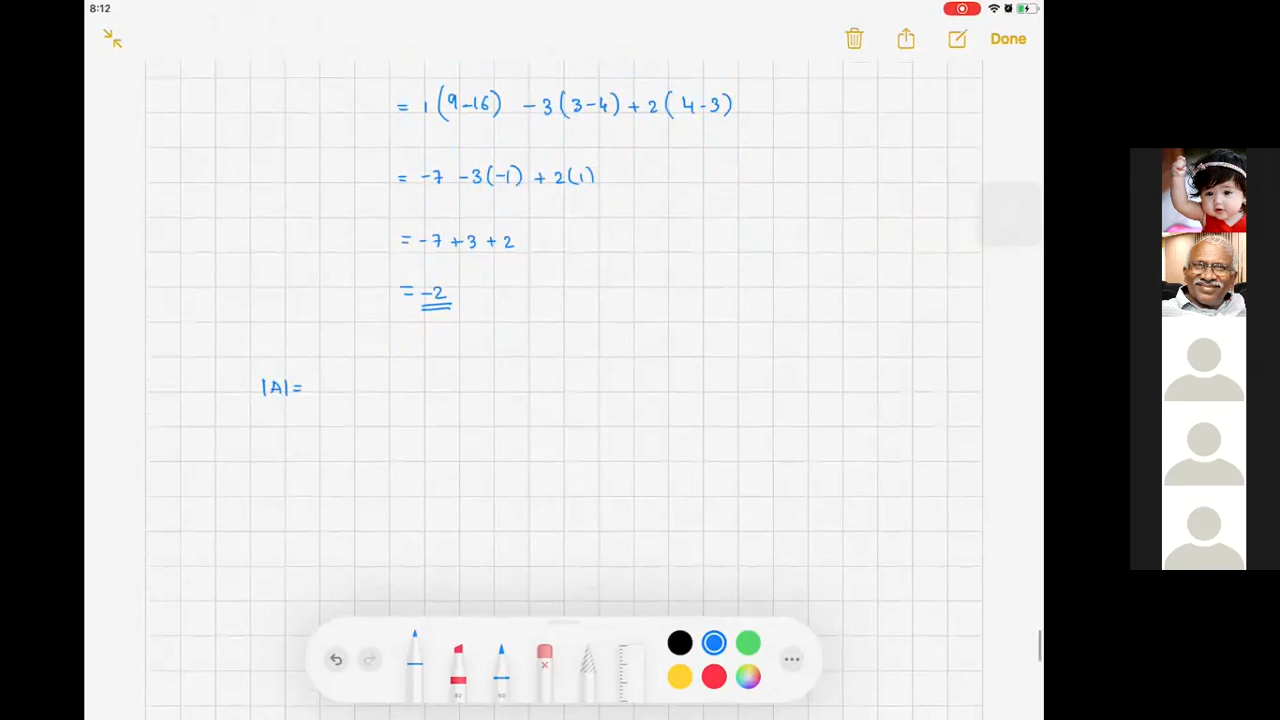 8:12
Done
= 1(9-16) -3(3-4) + 2(4-3)
= -7 -3(-1) + 2(1)
= -7 +3 +2
= -2
|A|=